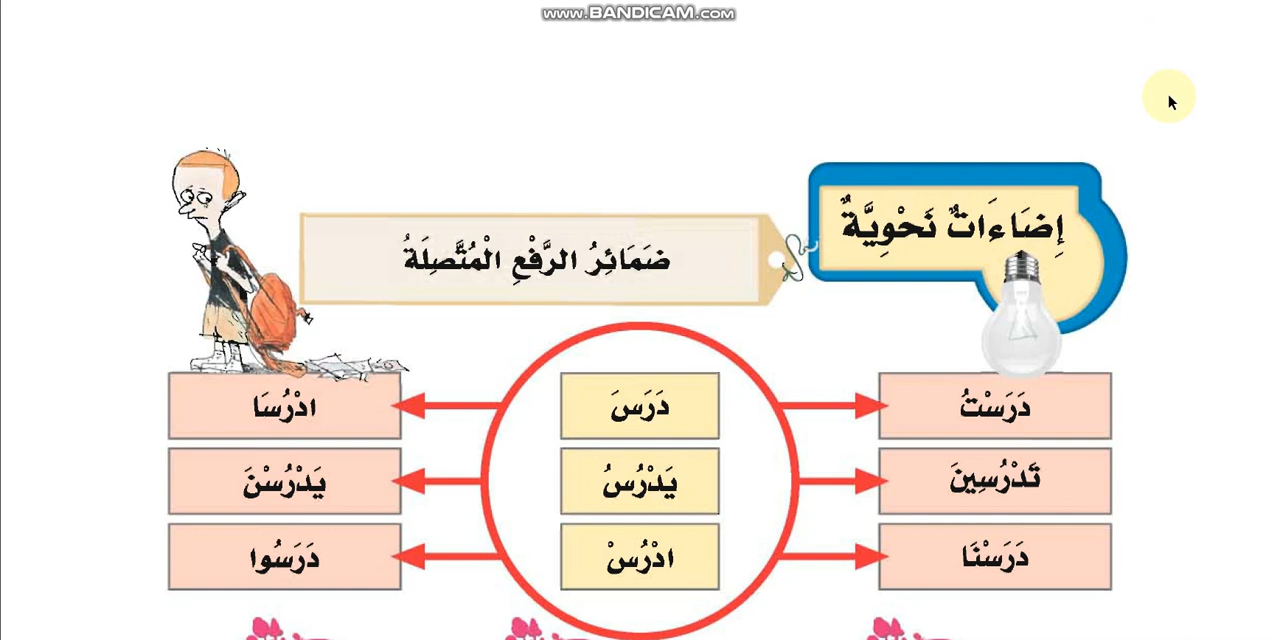 WWW.BANDICAM.COM
إِضَاءَاتٌ نَحْوِيَّةٌ
ضَمَائِرُ الرَّفْعِ الْمُتَّصِلَةُ
دَرَسْتُ
دَرَسَ
ادْرُسَا
تَدْرُسِينَ
يَدْرُسُ
يَدْرُسْنَ
دَرَسْنَا
ادْرُسْ
دَرَسُوا